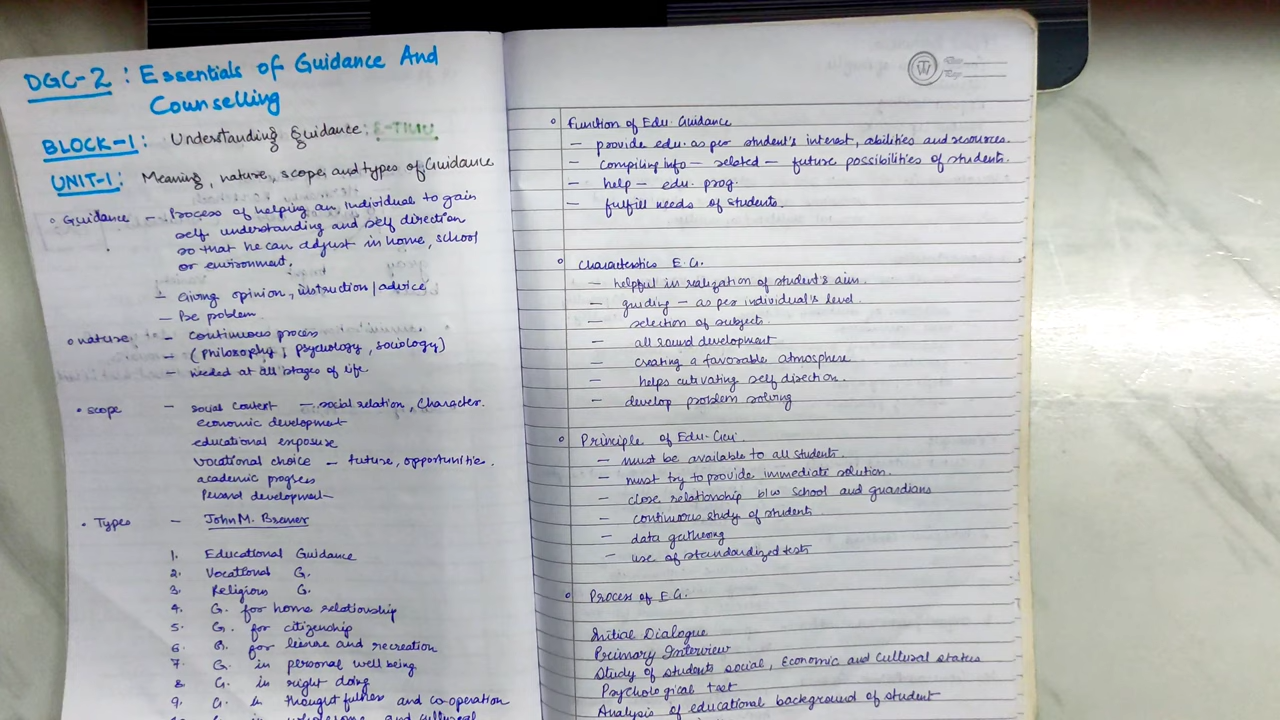 DGC-2 : Essentials of Guidance And
Counselling
BLOCK-1: Understanding Guidance:
UNIT-1: Meaning, nature, scope, and types of Guidance
• Guidance – Process of helping an individual to gain
self understanding and self direction
so that he can adjust in home, school
or environment.
– Giving opinion, instruction / advice
– Be problem
• nature – Continuous process
– (Philosophy, Psychology, sociology)
– needed at all stages of life
• scope – social context – social relation, Character.
economic development
educational exposure
vocational choice – future, opportunities.
academic progress
development
• Types – John M. Brewer
1. Educational Guidance
2. Vocational G.
3. Religious G.
4. G. for home relationship
5. G. for citizenship
6. G. for leisure and recreation
7. G. in personal well being
8. G. in right doing
9. G. in and co-operation
and cultural
• Function of Edu. Guidance
– provide edu. as per student's interest, abilities and resources.
– compiling info – related – future possibilities of students.
– help – edu. prog.
– fulfill needs of students.
• E.G.
– helpful in realization of student's aim.
– guiding – as per individual's level.
– selection of subjects.
– all round development
– creating a favorable atmosphere
– helps cutivating self direction.
– develop problem solving
• Principle of Edu.
– must be available to all students.
– must try to provide immediate solution.
– close relationship b/w school and guardians
– continuous study of students
– data gathering
– use of standardized tests
• Process of E G.
Initial Dialogue
Primary Interview
Study of students social, Economic and Cultural status
Psychological test
Analysis of educational background of student